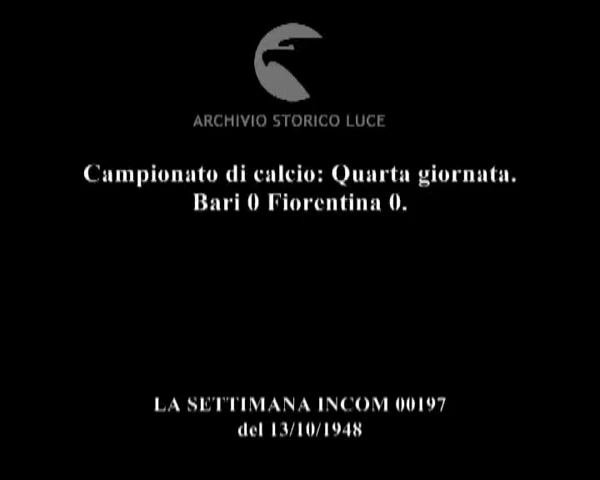 ARCHIVIO STORICO LUCE
Campionato di calcio: Quarta giornata.
Bari 0 Fiorentina 0.
LA SETTIMANA INCOM 00197
del 13/10/1948